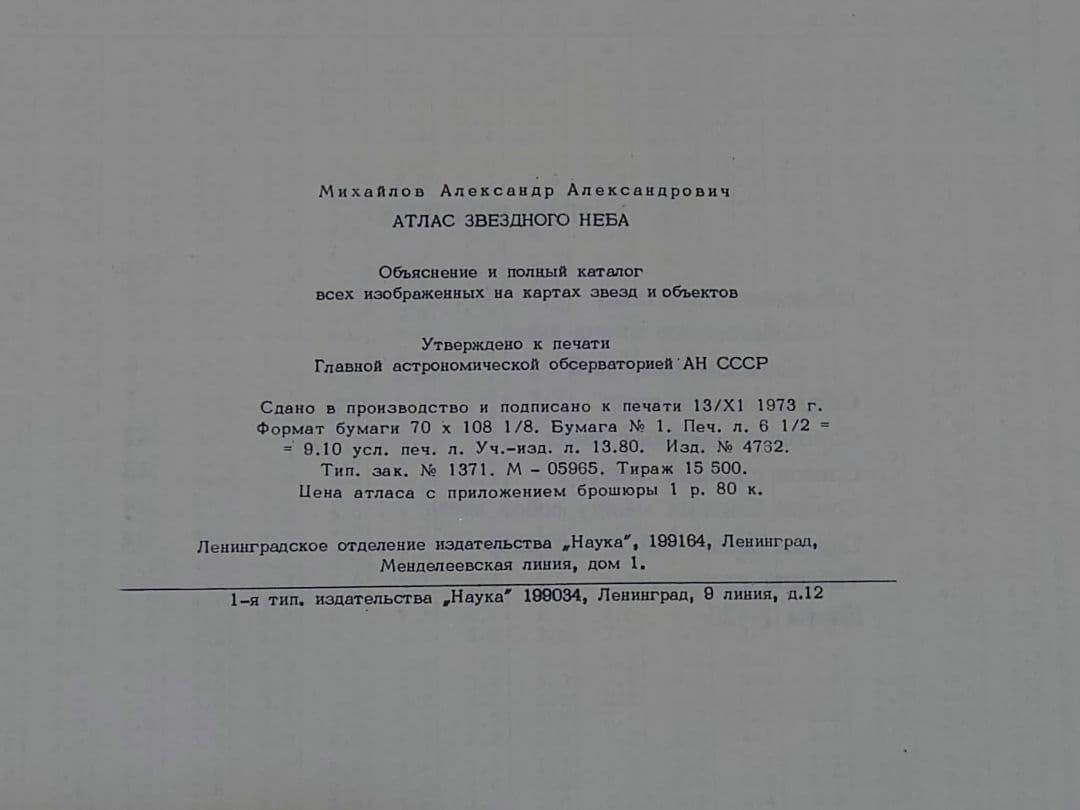 Михайлов Александр Александрович
АТЛАС ЗВЕЗДНОГО НЕБА
Объяснение и полный каталог
всех изображенных на картах звезд и объектов
Утверждено к печати
Главной астрономической обсерваторией АН СССР
Сдано в производство и подписано к печати 13/X1 1973 г.
Формат бумаги 70 х 108 1/8. Бумага № 1. Печ. л. 6 1/2 =
= 9.10 усл. печ. л. Уч.-изд. л. 13.80. Изд. № 4762.
Тип. зак. № 1371. М - 05965. Тираж 15 500.
Цена атласа с приложением брошюры 1 р. 80 к.
Ленинградское отделение издательства „Наука", 199164, Ленинград,
Менделеевская линия, дом 1.
1-я тип. издательства „Наука" 199034, Ленинград, 9 линия, д.12